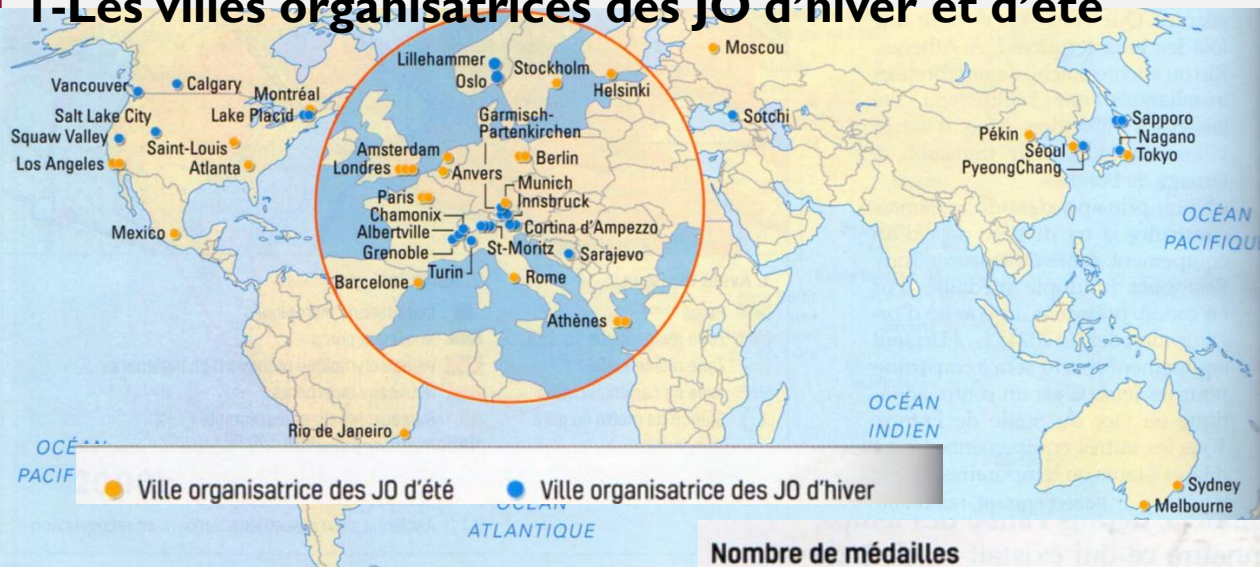 1-Les villes organisatrices des JO d'hiver et d'été
Moscou
Lillehammer
Oslo
Stockholm
Helsinki
Vancouver
Calgary
Montréal
Lake Placid
Salt Lake City
Squaw Valley
Saint-Louis
Los Angeles
Atlanta
Mexico
Garmisch-
Partenkirchen
Amsterdam
Londres
Anvers
Berlin
Paris
Munich
Innsbruck
Chamonix
Albertville
Grenoble
Cortina d'Ampezzo
St-Moritz
Sarajevo
Turin
Barcelone
Rome
Athènes
Sotchi
Pékin
Séoul
PyeongChang
Sapporo
Nagano
Tokyo
OCÉAN
PACIFIQU
Rio de Janeiro
OCÉAN
INDIEN
OCÉAN
PACIF
Sydney
Melbourne
Ville organisatrice des JO d'été
Ville organisatrice des JO d'hiver
OCÉAN
ATLANTIQUE
Nombre de médailles